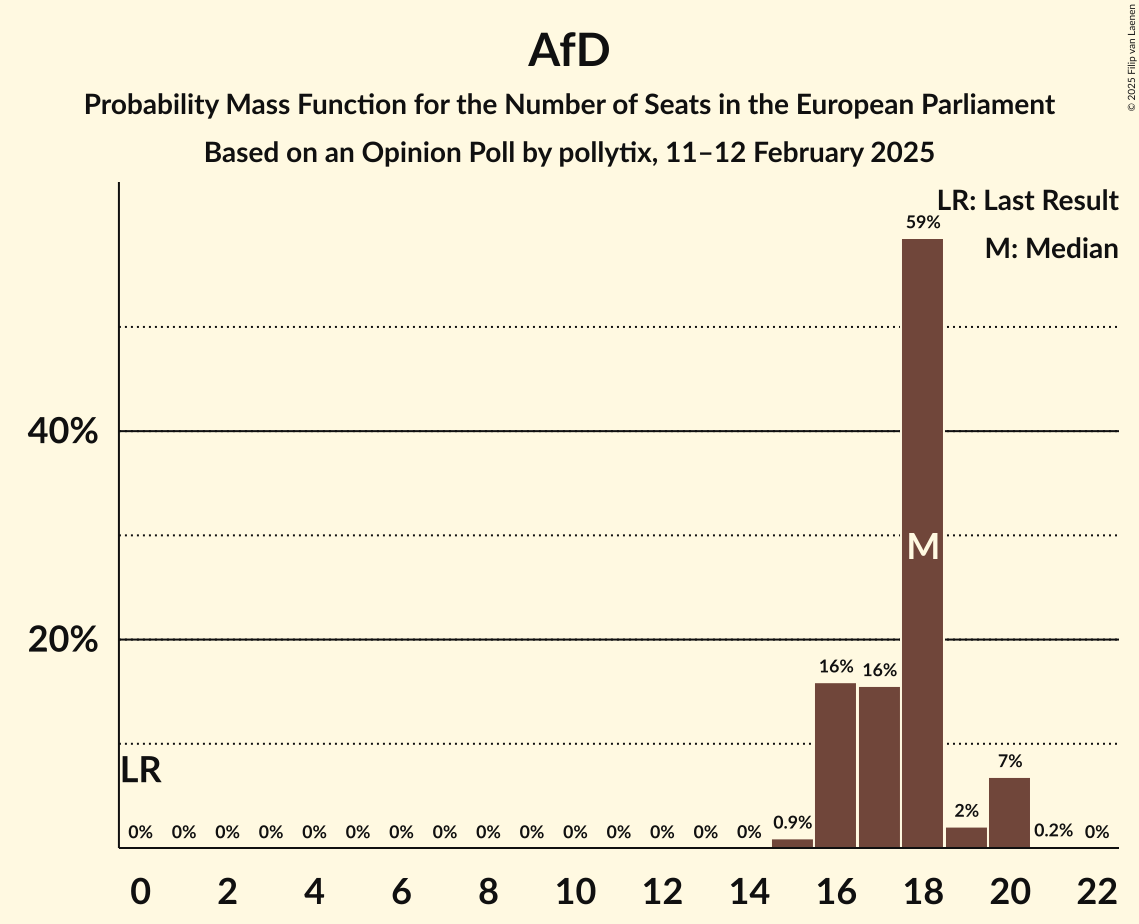 AfD
Probability Mass Function for the Number of Seats in the European Parliament
Based on an Opinion Poll by pollytix, 11–12 February 2025
© 2025 Filip van Laenen
LR: Last Result
M: Median
59%
40%
M
20%
16% 16%
LR
7%
2%
0% 0% 0% 0% 0% 0% 0% 0% 0% 0% 0% 0% 0% 0% 0% 0.9% 0.2% 0%
0 2 4 6 8 10 12 14 16 18 20 22